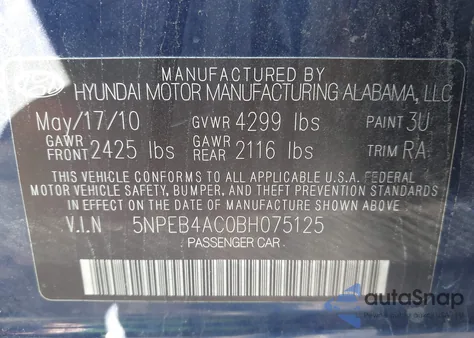 MANUFACTURED BY
HYUNDAI MOTOR MANUFACTURING ALABAMA, LLC
May/17/10 GVWR 4299 lbs PAINT 3U
GAWR FRONT 2425 lbs GAWR REAR 2116 lbs TRIM RA
THIS VEHICLE CONFORMS TO ALL APPLICABLE U.S.A. FEDERAL
MOTOR VEHICLE SAFETY, BUMPER, AND THEFT PREVENTION
STANDARDS IN EFFECT ON THE DATE OF MANUFACTURE SHOWN ABOVE.
V.I.N 5NPEB4AC0BH075125
PASSENGER CAR
autoSnap